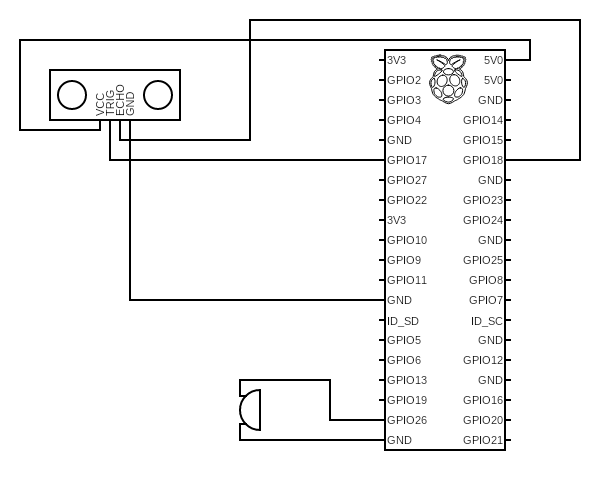 VCC
TRIG
ECHO
GND
3V3 5V0
GPIO2 5V0
GPIO3 GND
GPIO4 GPIO14
GND GPIO15
GPIO17 GPIO18
GPIO27 GND
GPIO22 GPIO23
3V3 GPIO24
GPIO10 GND
GPIO9 GPIO25
GPIO11 GPIO8
GND GPIO7
ID_SD ID_SC
GPIO5 GND
GPIO6 GPIO12
GPIO13 GND
GPIO19 GPIO16
GPIO26 GPIO20
GND GPIO21